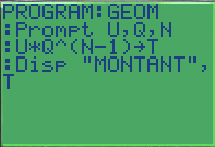 PROGRAM:GEOM
:Prompt U,Q,N
:U*Q^(N-1)→T
:Disp "MONTANT",
T